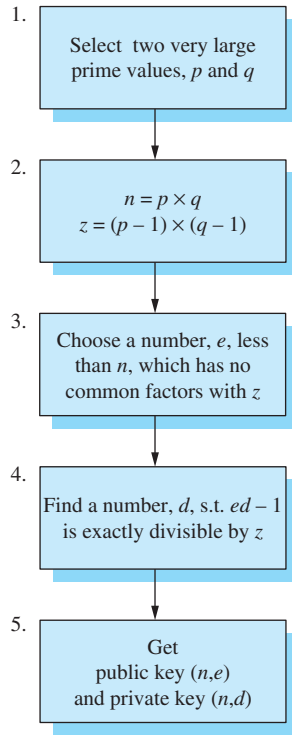 1.
Select two very large
prime values, p and q
2.
n = p × q
z = (p − 1) × (q − 1)
3.
Choose a number, e, less
than n, which has no
common factors with z
4.
Find a number, d, s.t. ed − 1
is exactly divisible by z
5.
Get
public key (n,e)
and private key (n,d)